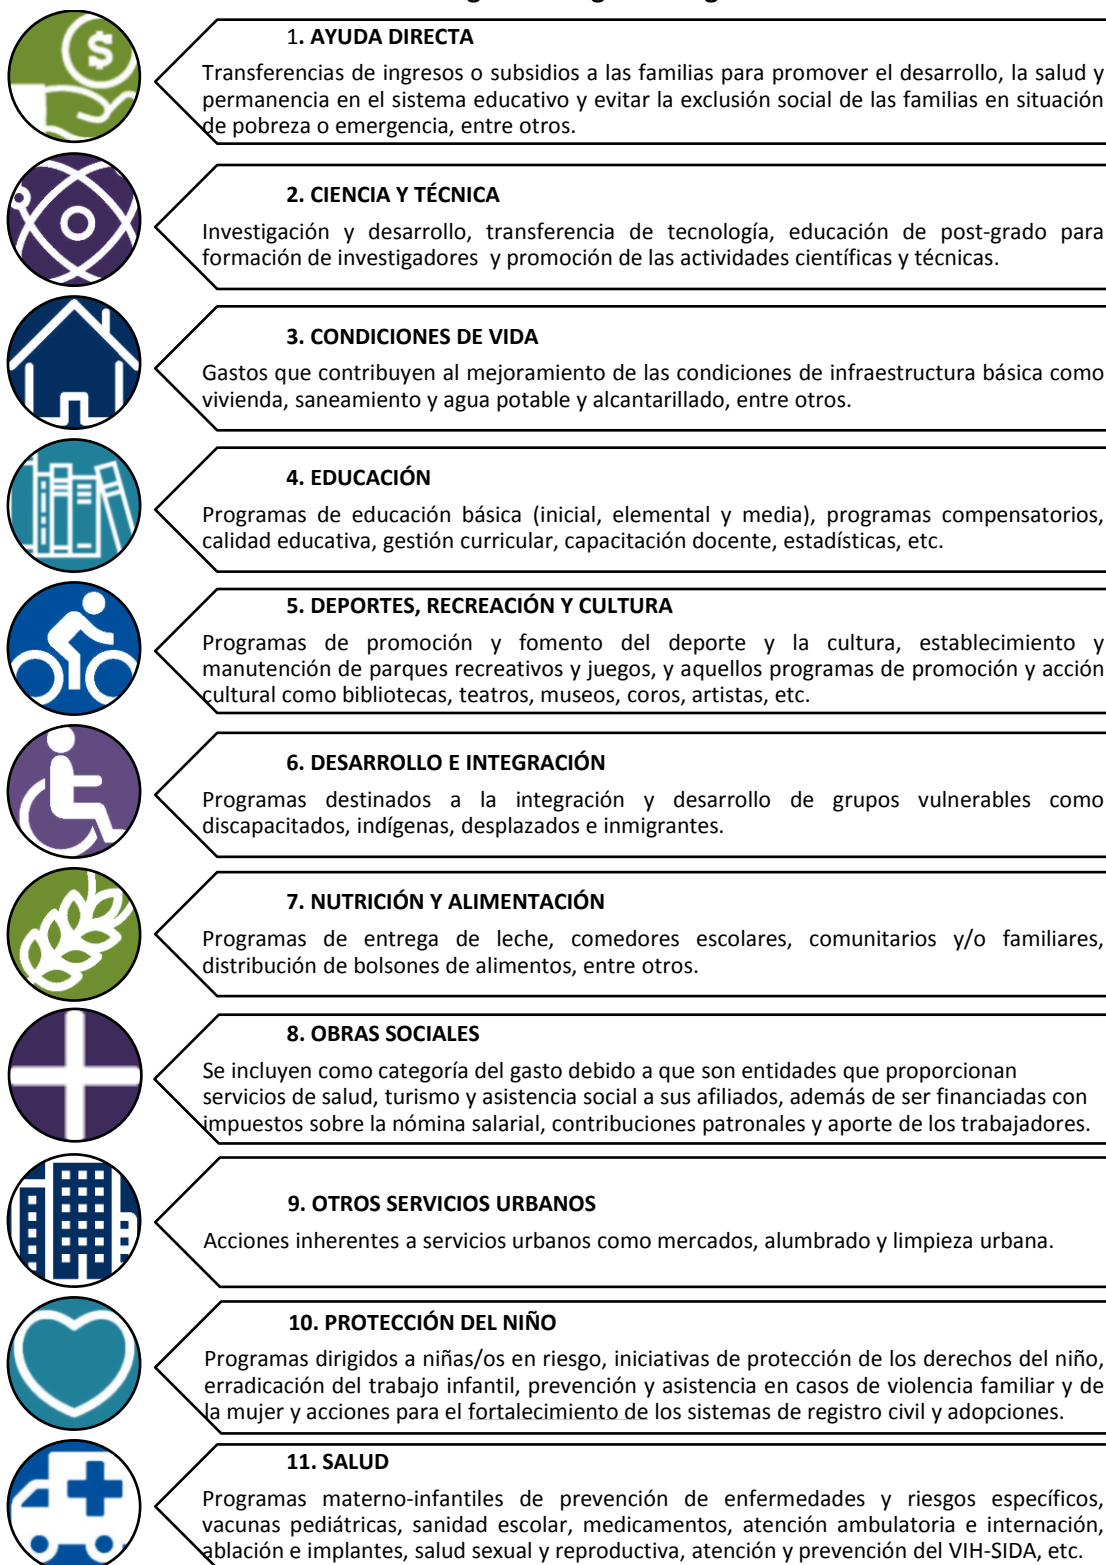 1. AYUDA DIRECTA
Transferencias de ingresos o subsidios a las familias para promover el desarrollo, la salud y
permanencia en el sistema educativo y evitar la exclusión social de las familias en situación
de pobreza o emergencia, entre otros.
2. CIENCIA Y TÉCNICA
Investigación y desarrollo, transferencia de tecnología, educación de post-grado para
formación de investigadores y promoción de las actividades científicas y técnicas.
3. CONDICIONES DE VIDA
Gastos que contribuyen al mejoramiento de las condiciones de infraestructura básica como
vivienda, saneamiento y agua potable y alcantarillado, entre otros.
4. EDUCACIÓN
Programas de educación básica (inicial, elemental y media), programas compensatorios,
calidad educativa, gestión curricular, capacitación docente, estadísticas, etc.
5. DEPORTES, RECREACIÓN Y CULTURA
Programas de promoción y fomento del deporte y la cultura, establecimiento y
manutención de parques recreativos y juegos, y aquellos programas de promoción y acción
cultural como bibliotecas, teatros, museos, coros, artistas, etc.
6. DESARROLLO E INTEGRACIÓN
Programas destinados a la integración y desarrollo de grupos vulnerables como
discapacitados, indígenas, desplazados e inmigrantes.
7. NUTRICIÓN Y ALIMENTACIÓN
Programas de entrega de leche, comedores escolares, comunitarios y/o familiares,
distribución de bolsones de alimentos, entre otros.
8. OBRAS SOCIALES
Se incluyen como categoría del gasto debido a que son entidades que proporcionan
servicios de salud, turismo y asistencia social a sus afiliados, además de ser financiadas con
impuestos sobre la nómina salarial, contribuciones patronales y aporte de los trabajadores.
9. OTROS SERVICIOS URBANOS
Acciones inherentes a servicios urbanos como mercados, alumbrado y limpieza urbana.
10. PROTECCIÓN DEL NIÑO
Programas dirigidos a niñas/os en riesgo, iniciativas de protección de los derechos del niño,
erradicación del trabajo infantil, prevención y asistencia en casos de violencia familiar y de
la mujer y acciones para el fortalecimiento de los sistemas de registro civil y adopciones.
11. SALUD
Programas materno-infantiles de prevención de enfermedades y riesgos específicos,
vacunas pediátricas, sanidad escolar, medicamentos, atención ambulatoria e internación,
ablación e implantes, salud sexual y reproductiva, atención y prevención del VIH-SIDA, etc.